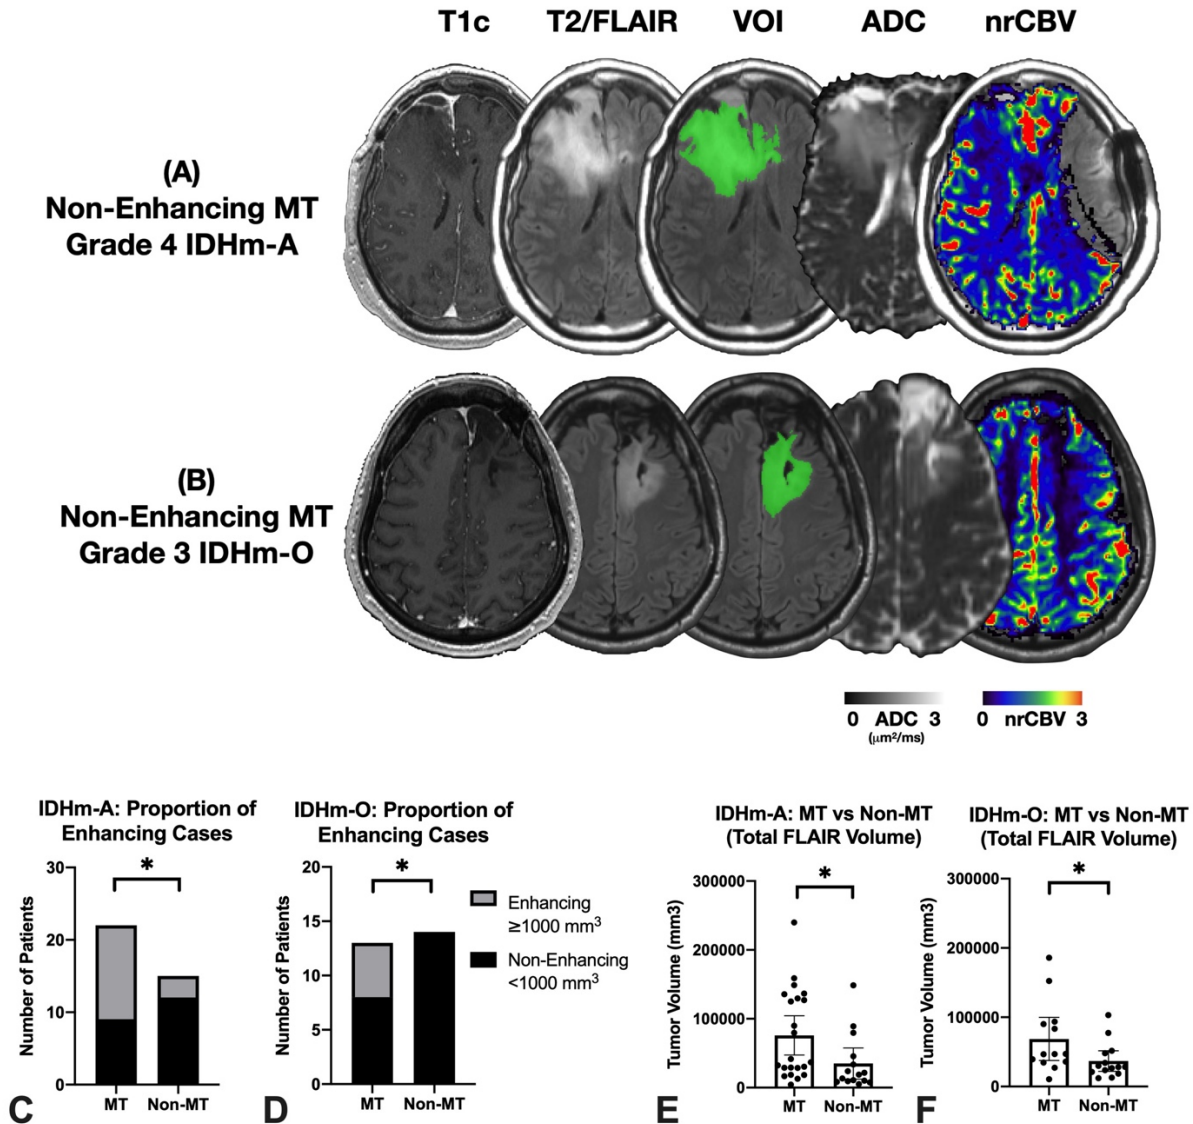 T1c T2/FLAIR VOI ADC nrCBV
(A)
Non-Enhancing MT
Grade 4 IDHm-A
(B)
Non-Enhancing MT
Grade 3 IDHm-O
0 ADC 3
(μm²/ms)
0 nrCBV 3
IDHm-A: Proportion of
Enhancing Cases
*
30
20
10
0
Number of Patients
MT Non-MT
C
IDHm-O: Proportion of
Enhancing Cases
*
20
15
10
5
0
Number of Patients
MT Non-MT
D
Enhancing
≥1000 mm³
Non-Enhancing
<1000 mm³
IDHm-A: MT vs Non-MT
(Total FLAIR Volume)
*
300000
200000
100000
0
Tumor Volume (mm3)
MT Non-MT
E
IDHm-O: MT vs Non-MT
(Total FLAIR Volume)
*
300000
200000
100000
0
Tumor Volume (mm3)
MT Non-MT
F